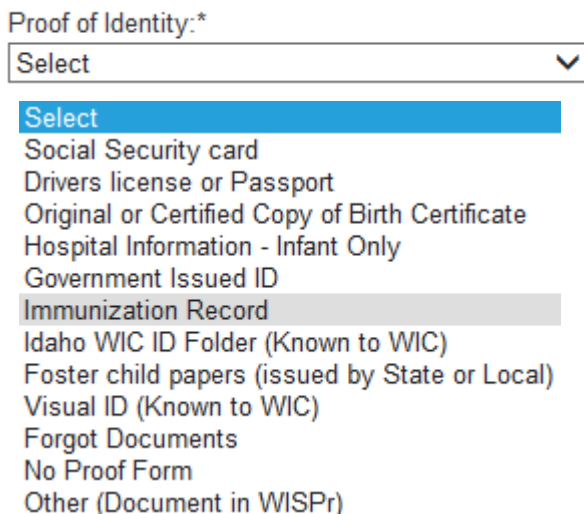 Proof of Identity:*
Select
Select
Social Security card
Drivers license or Passport
Original or Certified Copy of Birth Certificate
Hospital Information - Infant Only
Government Issued ID
Immunization Record
Idaho WIC ID Folder (Known to WIC)
Foster child papers (issued by State or Local)
Visual ID (Known to WIC)
Forgot Documents
No Proof Form
Other (Document in WISPr)